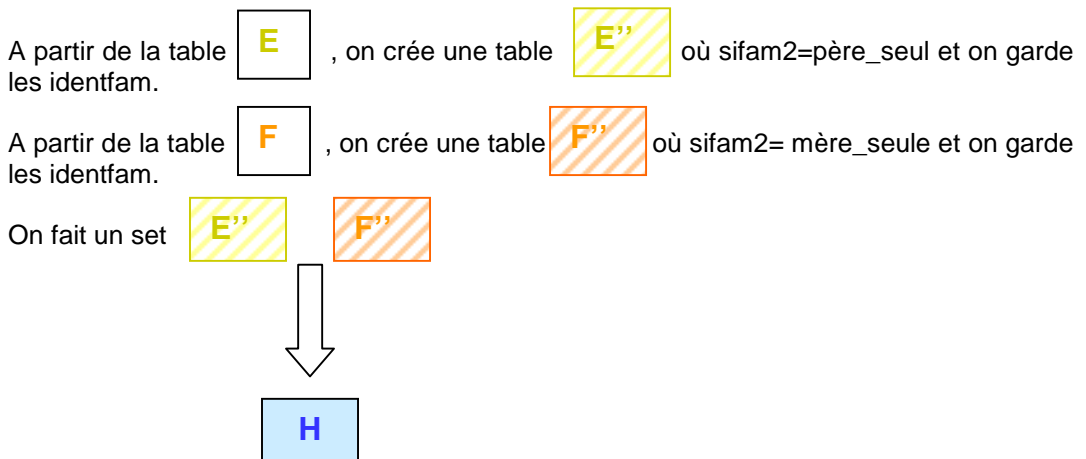 A partir de la table E , on crée une table E’’ où sifam2=père_seul et on garde
les identfam.
A partir de la table F , on crée une table F’’ où sifam2= mère_seule et on garde
les identfam.
On fait un set E’’ F’’
H